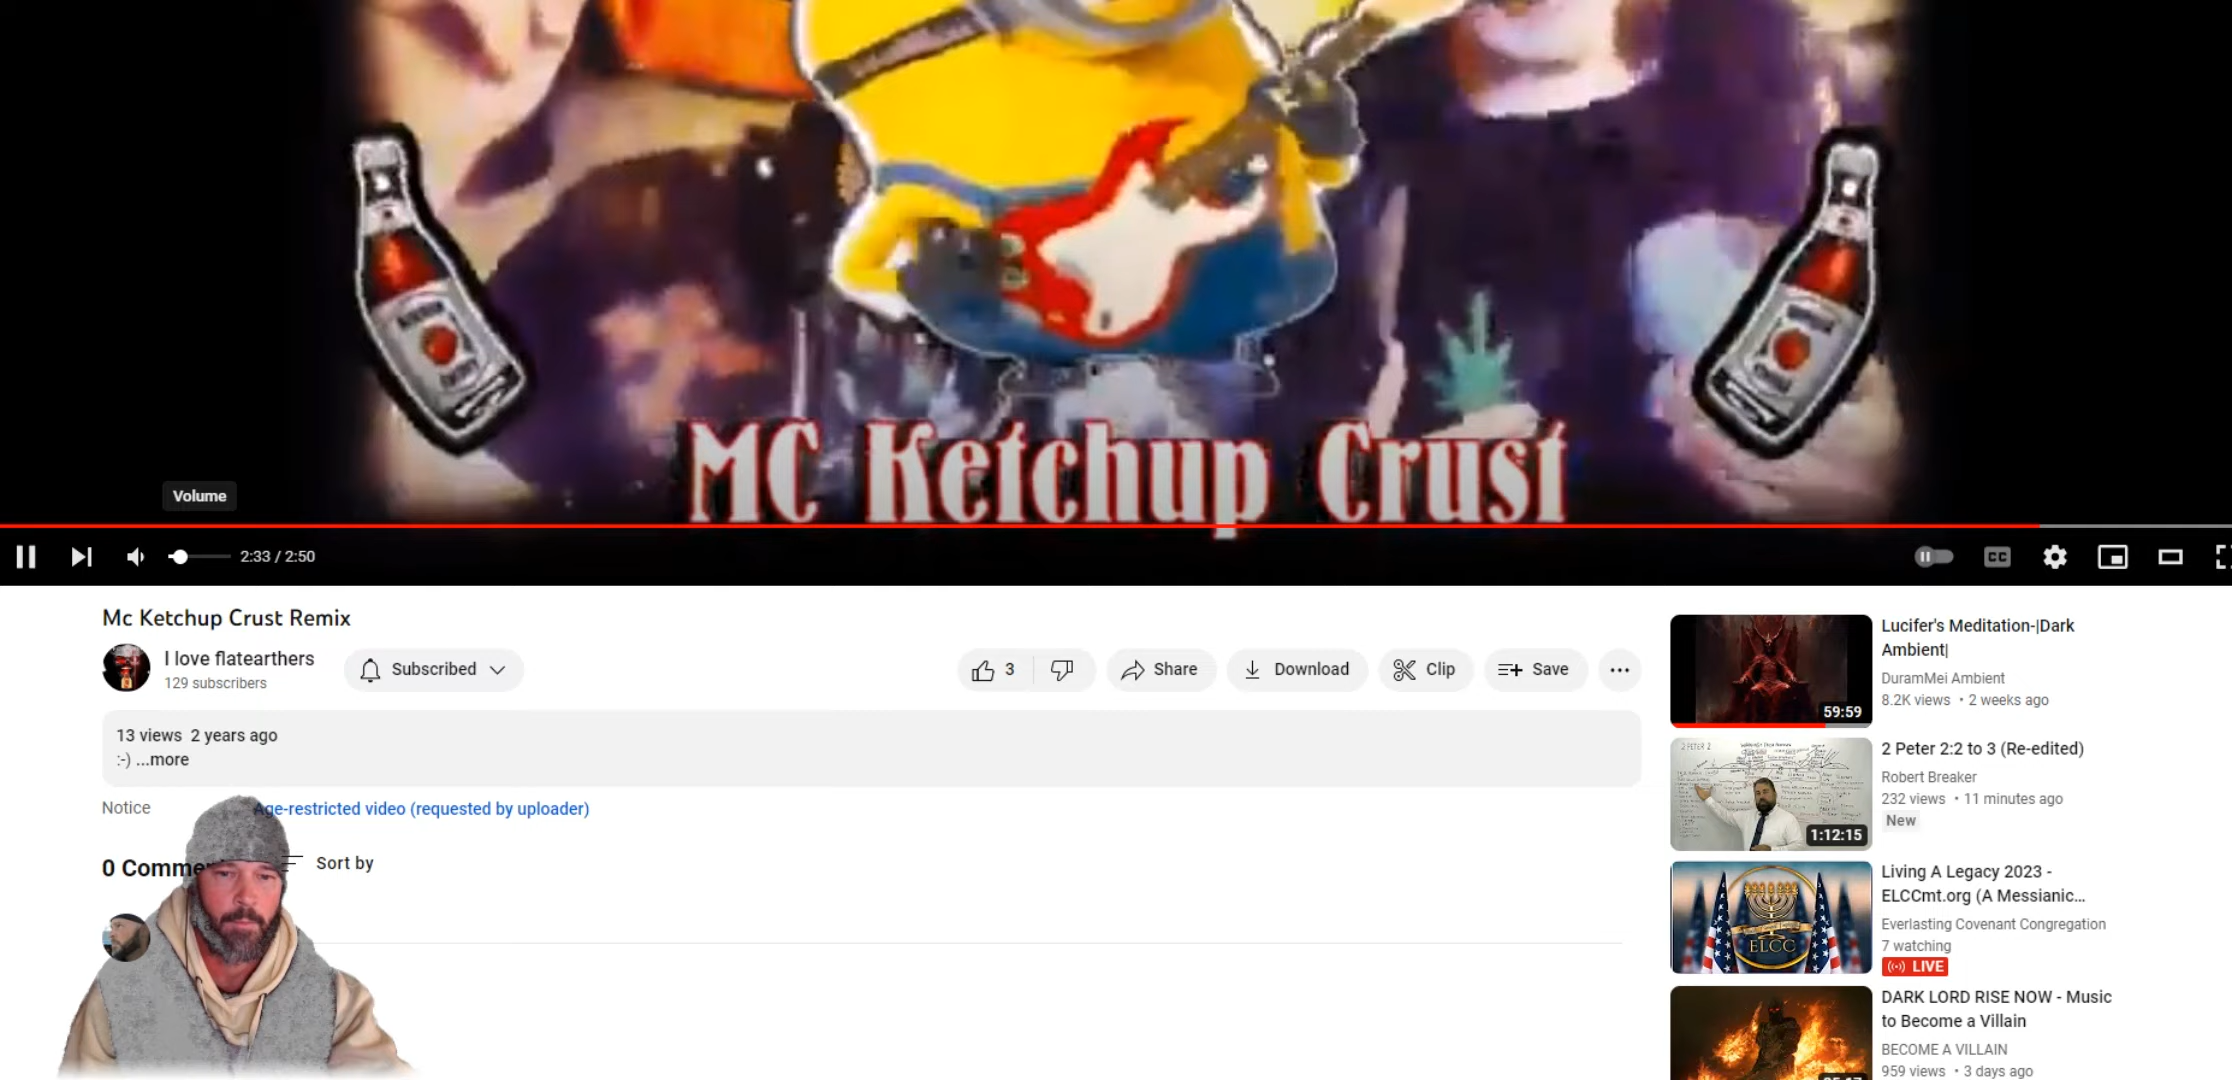 MC Ketchup Crust
Volume
2:33 / 2:50
CC
Mc Ketchup Crust Remix
I love flatearthers
129 subscribers
Subscribed
3
Share
Download
Clip
Save
13 views 2 years ago
:-) ...more
Notice
Age-restricted video (requested by uploader)
0 Comme
Sort by
59:59
Lucifer's Meditation-|Dark
Ambient|
DuramMei Ambient
8.2K views • 2 weeks ago
2 PETER 2
1:12:15
2 Peter 2:2 to 3 (Re-edited)
Robert Breaker
232 views • 11 minutes ago
New
ELCC
Living A Legacy 2023 -
ELCCmt.org (A Messianic...
Everlasting Covenant Congregation
7 watching
LIVE
DARK LORD RISE NOW - Music
to Become a Villain
BECOME A VILLAIN
959 views • 3 days ago